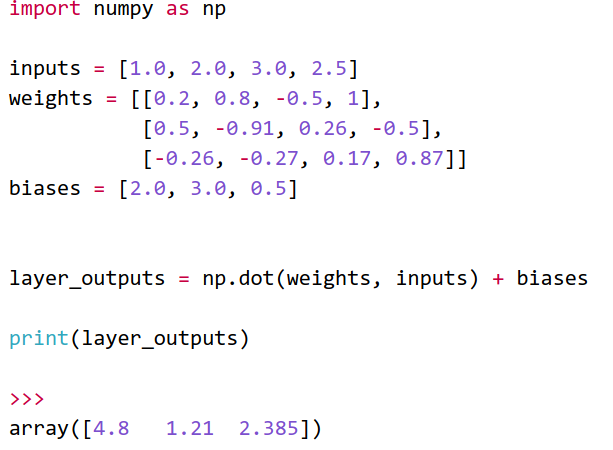 import numpy as np
inputs = [1.0, 2.0, 3.0, 2.5]
weights = [[0.2, 0.8, -0.5, 1],
[0.5, -0.91, 0.26, -0.5],
[-0.26, -0.27, 0.17, 0.87]]
biases = [2.0, 3.0, 0.5]
layer_outputs = np.dot(weights, inputs) + biases
print(layer_outputs)
>>>
array([4.8   1.21  2.385])